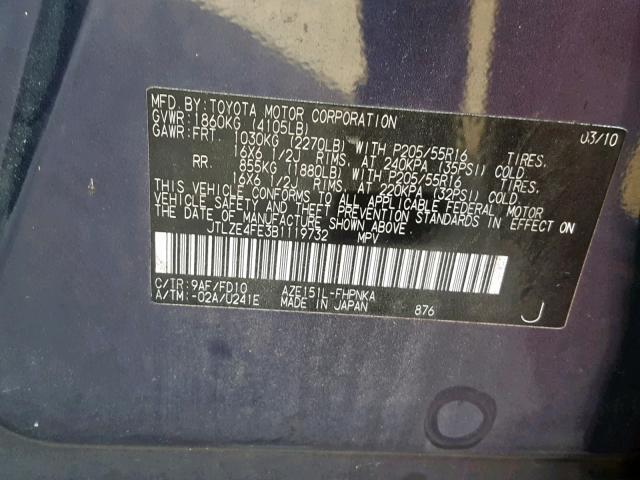 MFD. BY: TOYOTA MOTOR CORPORATION 03/10
GVWR: 1860KG (4105LB)
GAWR: FRT. 1030KG (2270LB) WITH P205/55R16 TIRES,
16X6 1/2J RIMS, AT 240KPA (35PSI) COLD
RR. 855KG (1880LB) WITH P205/55R16 TIRES,
16X6 1/2J RIMS, AT 220KPA (32PSI) COLD
THIS VEHICLE CONFORMS TO ALL APPLICABLE FEDERAL MOTOR
VEHICLE SAFETY AND THEFT PREVENTION STANDARDS IN EFFECT ON
THE DATE OF MANUFACTURE SHOWN ABOVE.
JTLZE4FE3B1119732 MPV
C/TR: 9AF/FD10 AZE151L-FHPNKA
A/TM: -02A/U241E MADE IN JAPAN 876 J